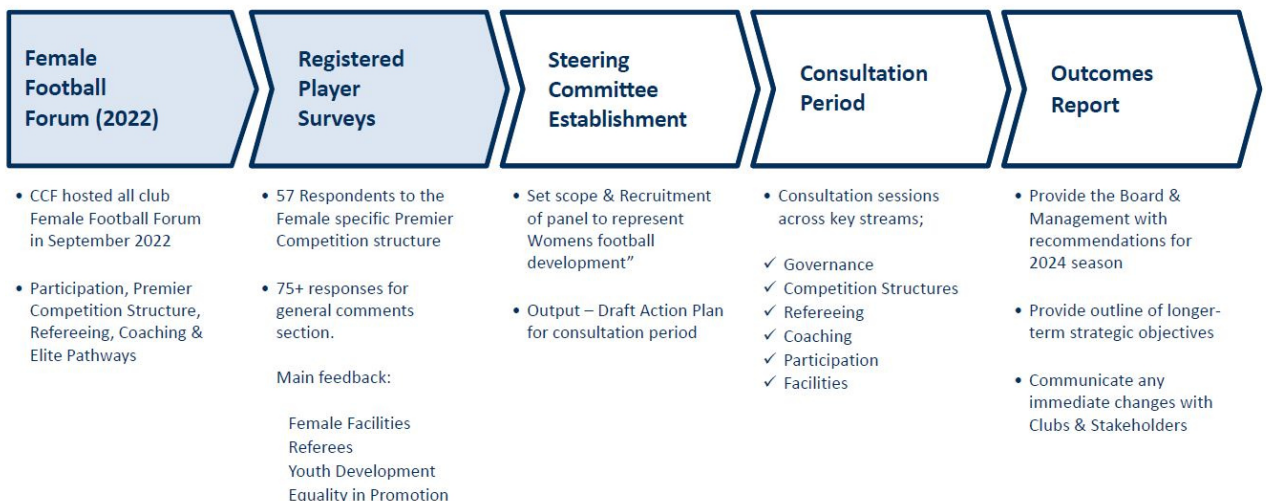 Female
Football
Forum (2022)
• CCF hosted all club
Female Football Forum
in September 2022
• Participation, Premier
Competition Structure,
Refereeing, Coaching &
Elite Pathways
Registered
Player
Surveys
• 57 Respondents to the
Female specific Premier
Competition structure
• 75+ responses for
general comments
section.
Main feedback:
Female Facilities
Referees
Youth Development
Equality in Promotion
Steering
Committee
Establishment
• Set scope & Recruitment
of panel to represent
Womens football
development”
• Output – Draft Action Plan
for consultation period
Consultation
Period
• Consultation sessions
across key streams;
✓ Governance
✓ Competition Structures
✓ Refereeing
✓ Coaching
✓ Participation
✓ Facilities
Outcomes
Report
• Provide the Board &
Management with
recommendations for
2024 season
• Provide outline of longer-
term strategic objectives
• Communicate any
immediate changes with
Clubs & Stakeholders